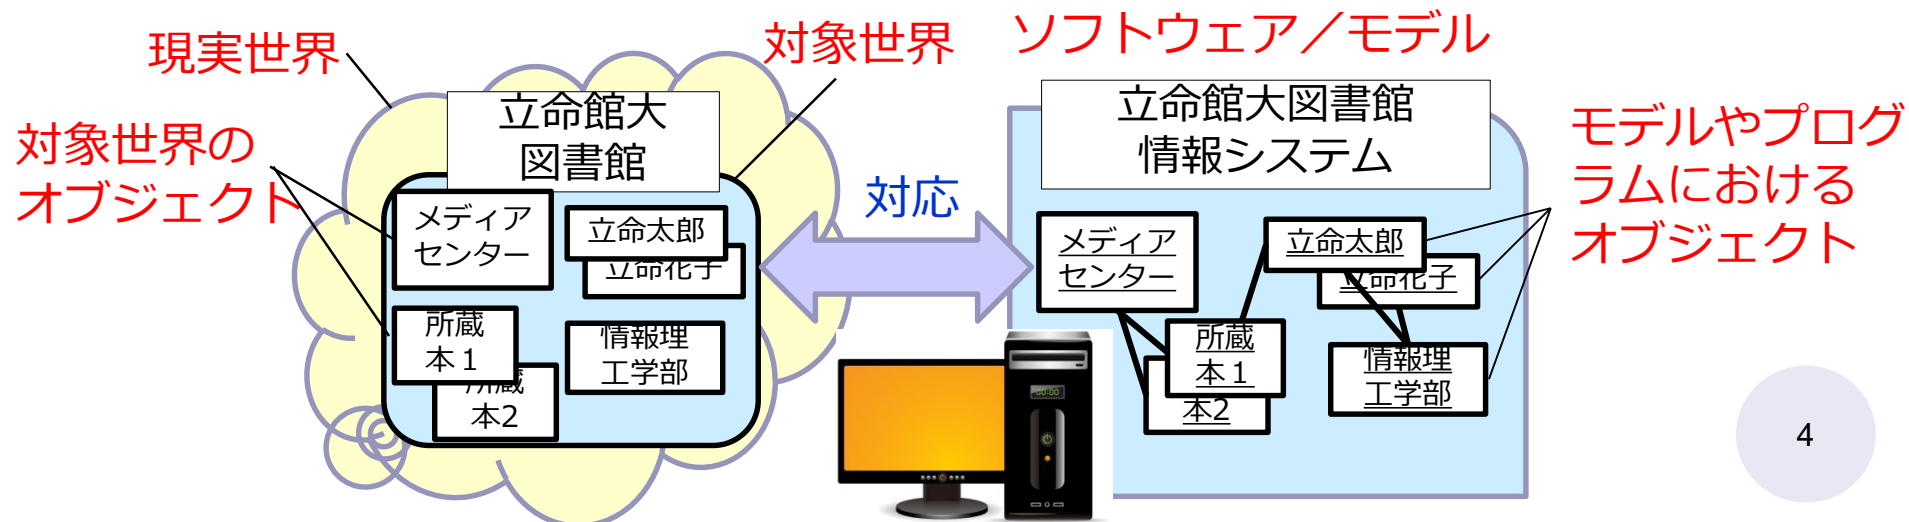 現実世界
対象世界の
オブジェクト
対象世界
立命館大
図書館
メディア
センター
立命太郎
立命花子
所蔵
本１
所蔵
本2
情報理
工学部
対応
ソフトウェア／モデル
立命館大図書館
情報システム
メディア
センター
立命太郎
立命花子
所蔵
本１
本2
情報理
工学部
モデルやプログ
ラムにおける
オブジェクト
00:00
4